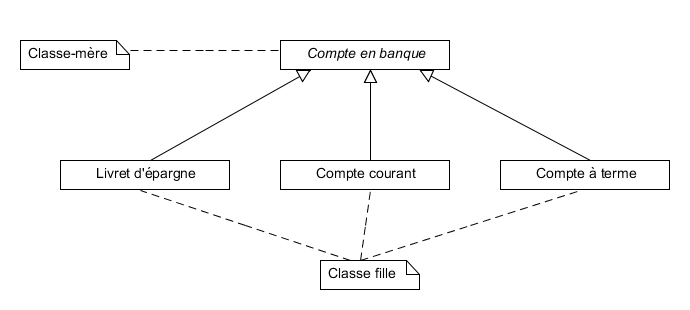 Classe-mère
Compte en banque
Livret d'épargne
Compte courant
Compte à terme
Classe fille